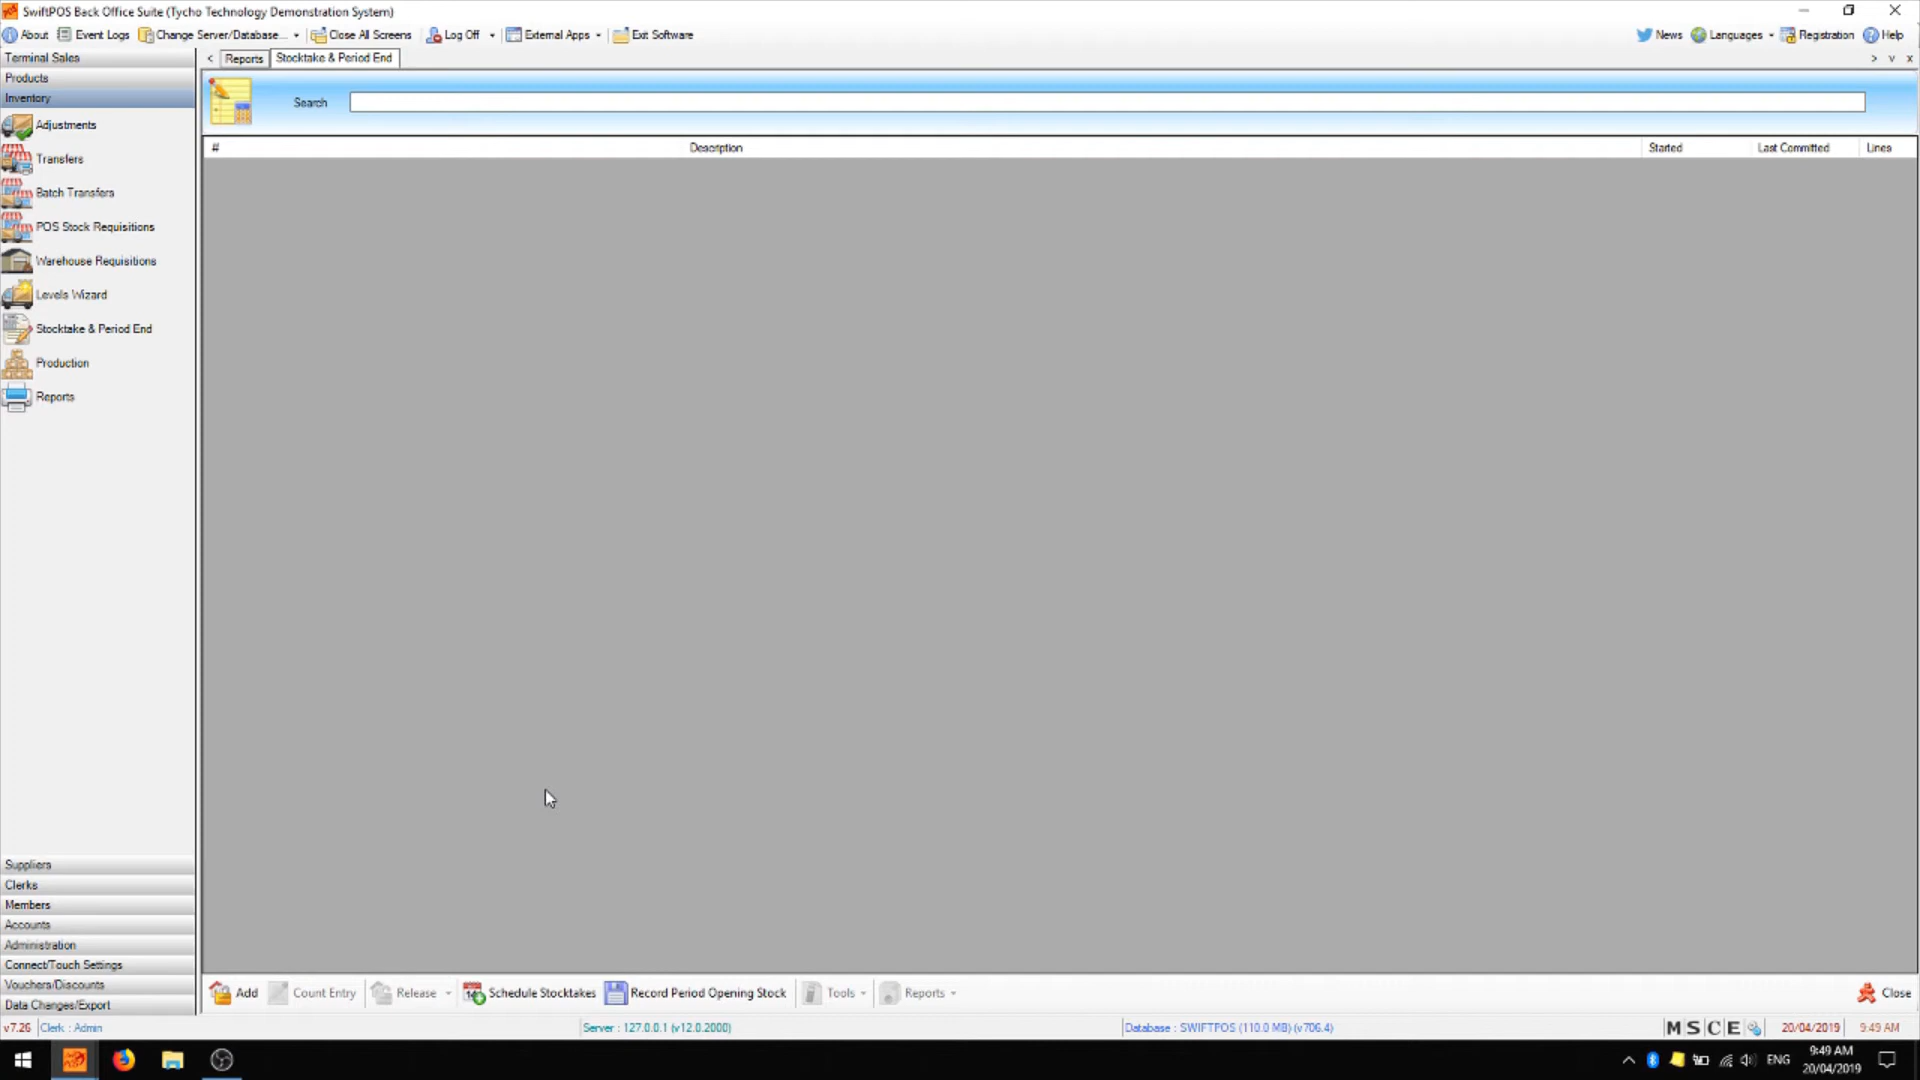 SwiftPOS Back Office Suite (Tycho Technology Demonstration System)
About Event Logs Change Server/Database... Close All Screens Log Off External Apps Exit Software News Languages Registration Help
Terminal Sales
< Reports Stocktake & Period End > v x
Products
Inventory
Search
Adjustments
# Description Started Last Committed Lines
Transfers
Batch Transfers
POS Stock Requisitions
Warehouse Requisitions
Levels Wizard
Stocktake & Period End
Production
Reports
Suppliers
Clerks
Members
Accounts
Administration
Connect/Touch Settings
Vouchers/Discounts
Data Changes/Export
Add Count Entry Release Schedule Stocktakes Record Period Opening Stock Tools Reports Close
v7.26 Clerk : Admin Server : 127.0.0.1 (v12.0.2000) Database : SWIFTPOS (110.0 MB) (v706.4) M S C E 20/04/2019 9:49 AM
ENG 9:49 AM
20/04/2019